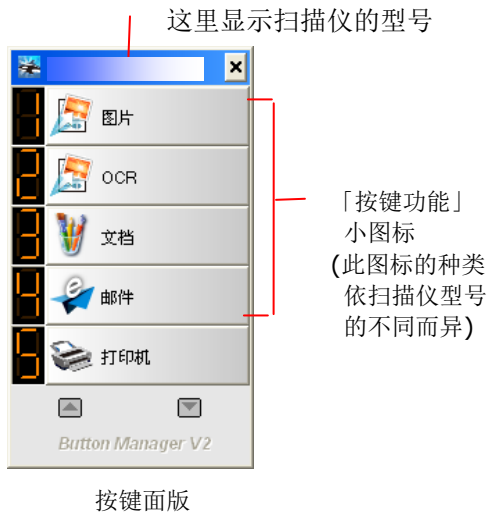 这里显示扫描仪的型号
1 图片
2 OCR
3 文档
4 邮件
5 打印机
Button Manager V2
「按键功能」
小图标
(此图标的种类
依扫描仪型号
的不同而异)
按键面版